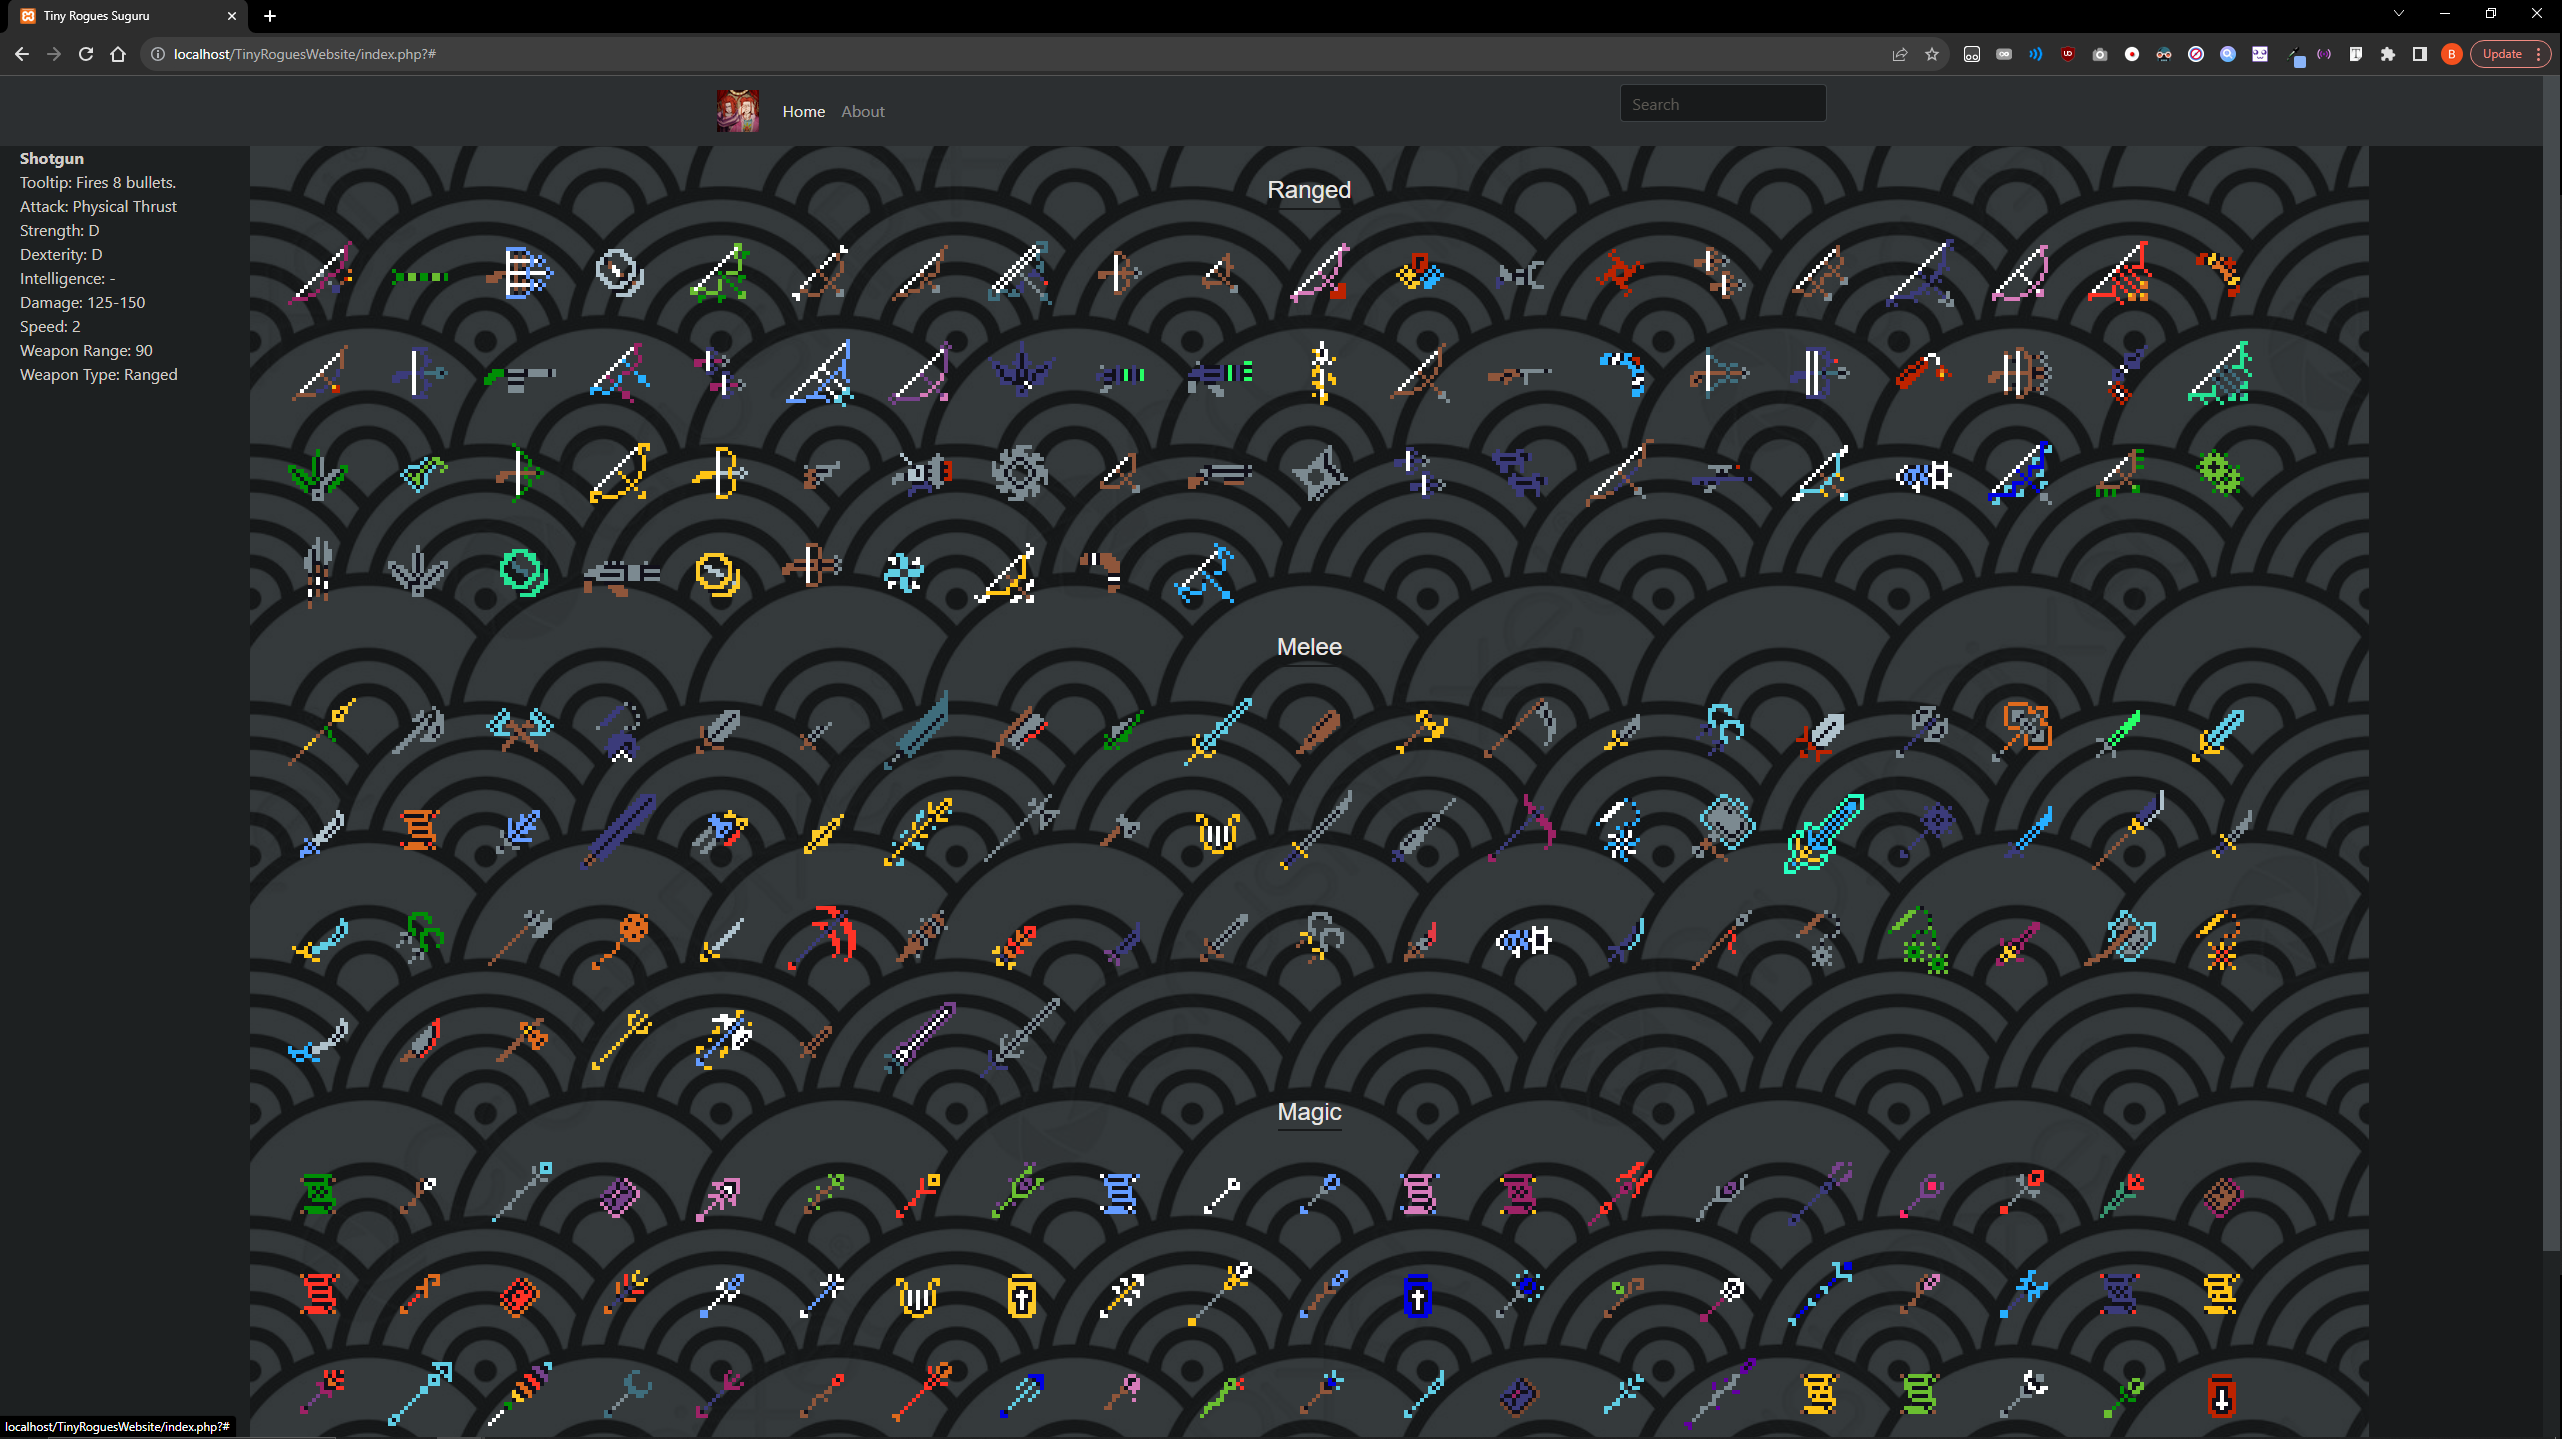 Tiny Rogues Suguru
localhost/TinyRoguesWebsite/index.php?#
B
Update
Home
About
Search
Shotgun
Tooltip: Fires 8 bullets.
Attack: Physical Thrust
Strength: D
Dexterity: D
Intelligence: -
Damage: 125-150
Speed: 2
Weapon Range: 90
Weapon Type: Ranged
Ranged
Melee
Magic
localhost/TinyRoguesWebsite/index.php?#